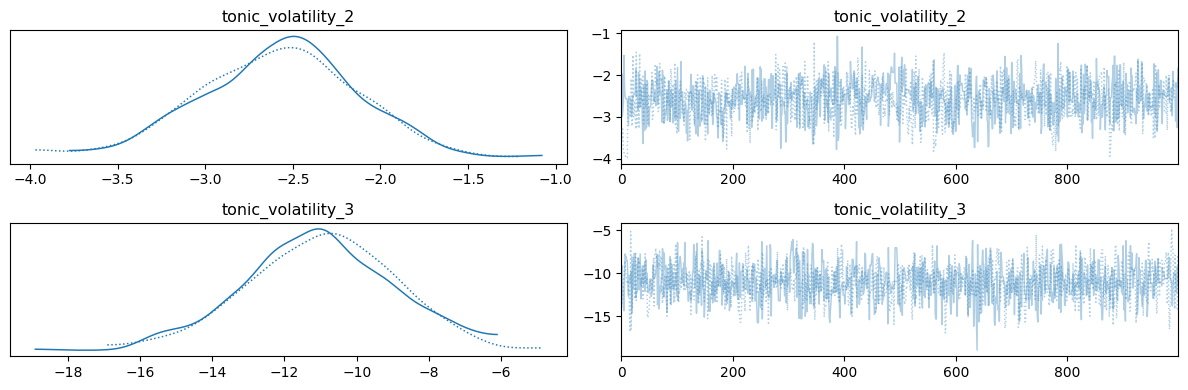 tonic_volatility_2
−4.0 −3.5 −3.0 −2.5 −2.0 −1.5 −1.0
tonic_volatility_2
−1
−2
−3
−4
0 200 400 600 800
tonic_volatility_3
−18 −16 −14 −12 −10 −8 −6
tonic_volatility_3
−5
−10
−15
0 200 400 600 800